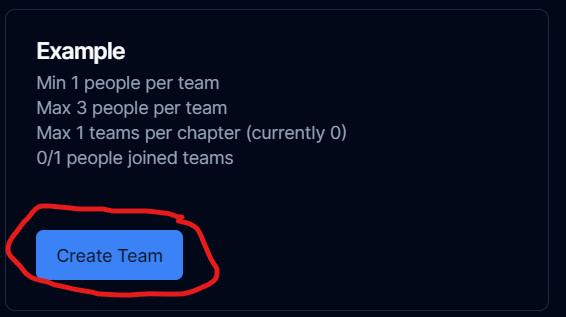 Example
Min 1 people per team
Max 3 people per team
Max 1 teams per chapter (currently 0)
0/1 people joined teams
Create Team